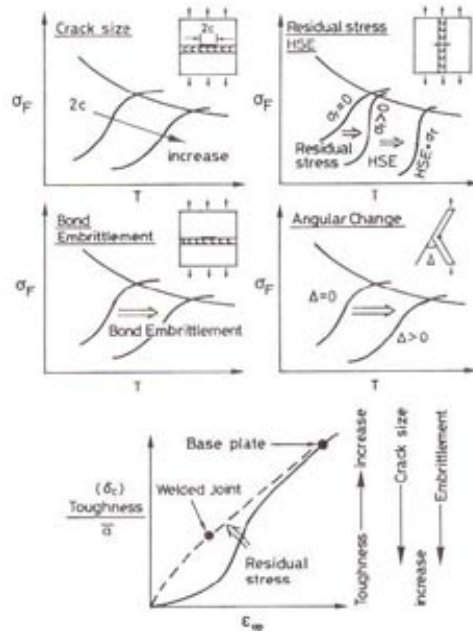 Crack size
2c
σF
2c
increase
T
Residual stress
HSE
σF
σr=0
σr>0
HSE+σr
Residual stress
HSE
T
Bond Embrittlement
σF
Bond Embrittlement
T
Angular Change
Δ
σF
Δ=0
Δ>0
T
(δc)
Toughness
ā
Base plate
Welded Joint
Residual stress
ε∞
Toughness increase
Crack size
increase
Embrittlement